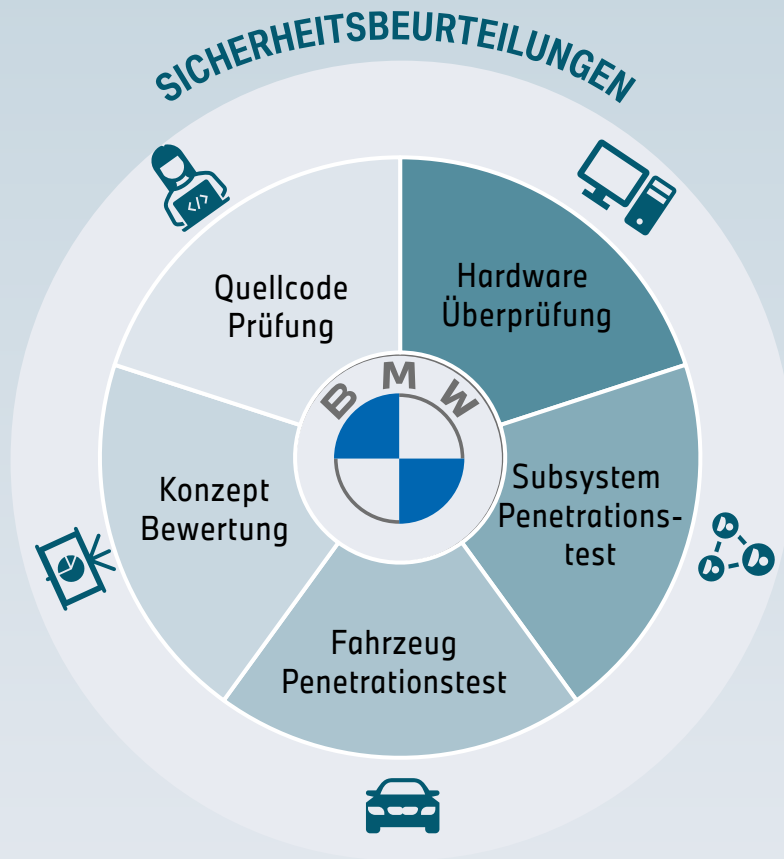 SICHERHEITSBEURTEILUNGEN
Quellcode
Prüfung
Hardware
Überprüfung
BMW
Konzept
Bewertung
Subsystem
Penetrations-
test
Fahrzeug
Penetrationstest